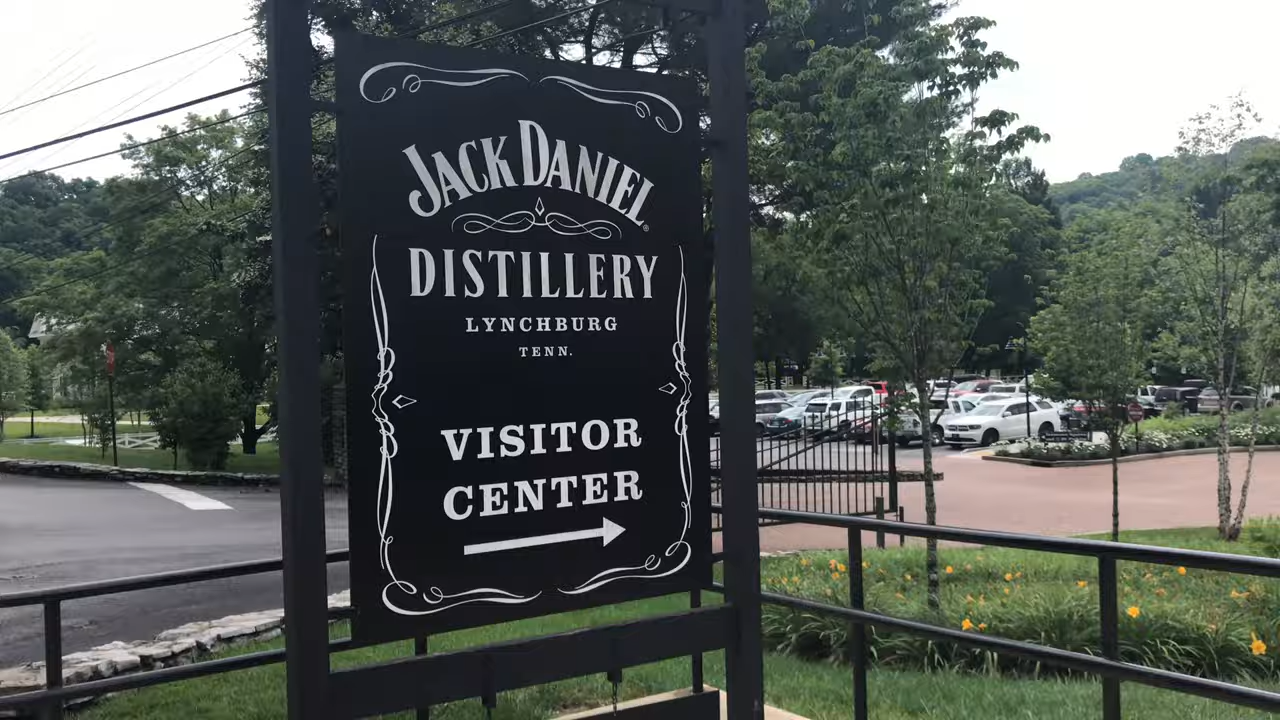 JACK DANIEL
DISTILLERY
LYNCHBURG
TENN.
VISITOR
CENTER